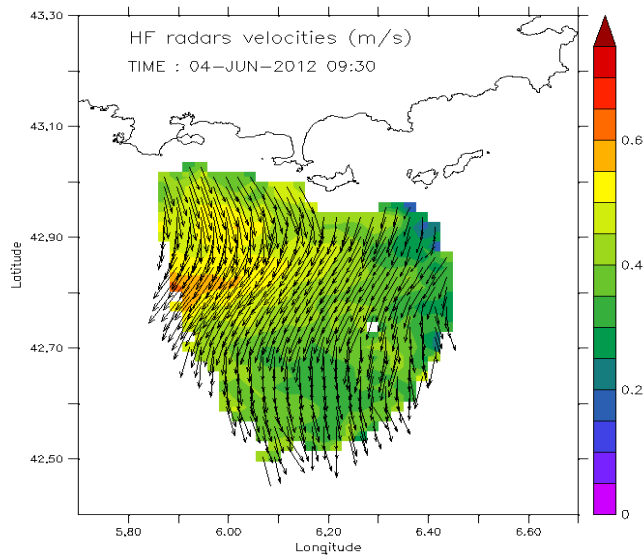 43.30
HF radars velocities (m/s)
TIME : 04-JUN-2012 09:30
43.10
42.90
42.70
42.50
Latitude
5.80 6.00 6.20 6.40 6.60
Longitude
0.6
0.4
0.2
0